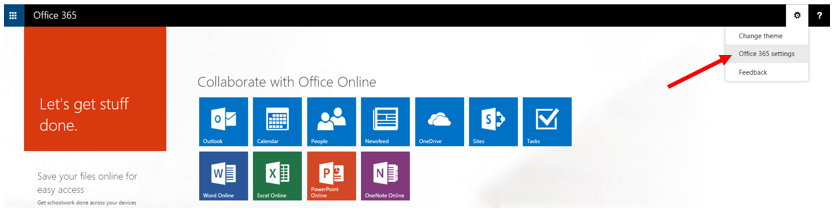 Office 365
?
Change theme
Office 365 settings
Feedback
Let's get stuff
done.
Collaborate with Office Online
Outlook
Calendar
People
Newsfeed
OneDrive
Sites
Tasks
Word Online
Excel Online
PowerPoint
Online
OneNote Online
Save your files online for
easy access
Get schoolwork done across your devices